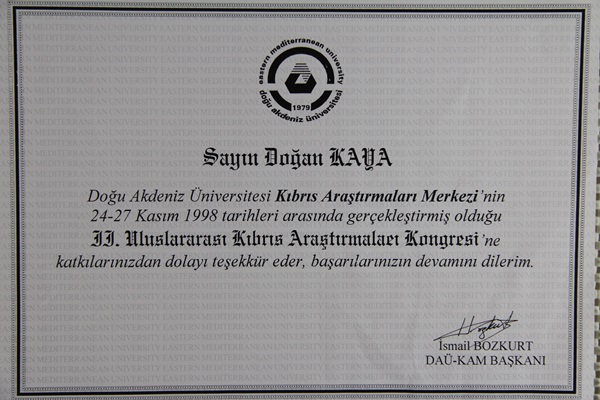 eastern mediterranean university
1979
doğu akdeniz üniversitesi
Sayın Doğan KAYA
Doğu Akdeniz Üniversitesi Kıbrıs Araştırmaları Merkezi'nin
24-27 Kasım 1998 tarihleri arasında gerçekleştirmiş olduğu
II. Uluslararası Kıbrıs Araştırmalaeı Kongresi'ne
katkılarınızdan dolayı teşekkür eder, başarılarınızın devamını dilerim.
İsmail BOZKURT
DAÜ-KAM BAŞKANI